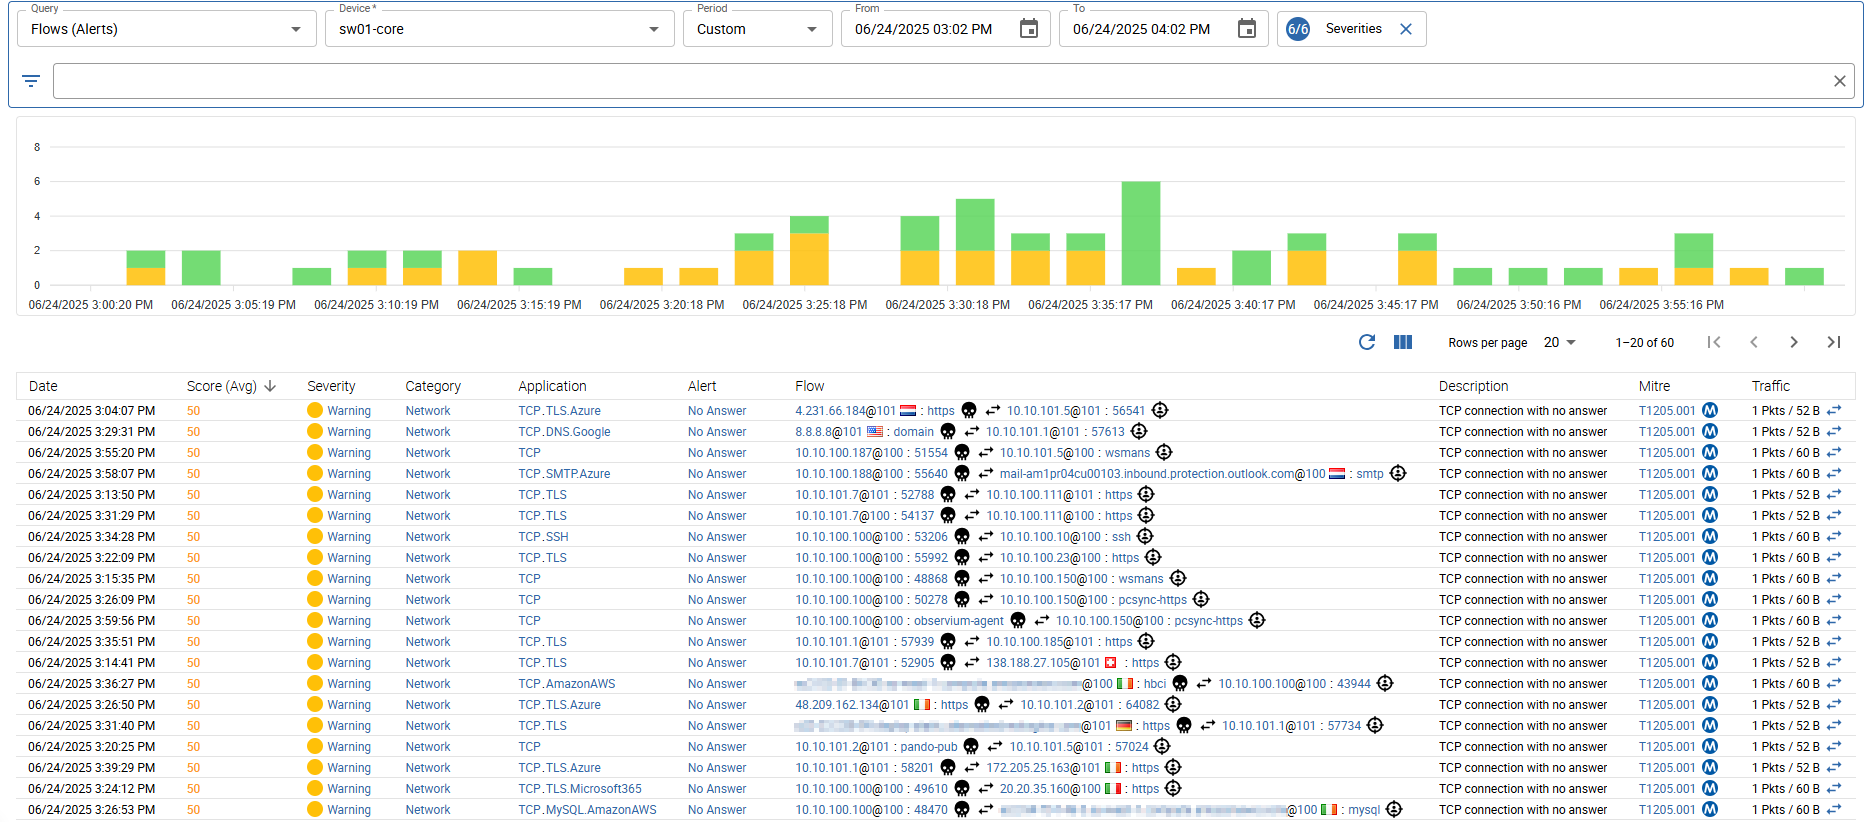 Query Device * Period From To
Flows (Alerts) sw01-core Custom 06/24/2025 03:02 PM 06/24/2025 04:02 PM 6/6 Severities
8
6
4
2
0
06/24/2025 3:00:20 PM 06/24/2025 3:05:19 PM 06/24/2025 3:10:19 PM 06/24/2025 3:15:19 PM 06/24/2025 3:20:18 PM 06/24/2025 3:25:18 PM 06/24/2025 3:30:18 PM 06/24/2025 3:35:17 PM 06/24/2025 3:40:17 PM 06/24/2025 3:45:17 PM 06/24/2025 3:50:16 PM 06/24/2025 3:55:16 PM
Rows per page 20 1–20 of 60
Date Score (Avg) Severity Category Application Alert Flow Description Mitre Traffic
06/24/2025 3:04:07 PM 50 Warning Network TCP.TLS.Azure No Answer 4.231.66.184@101 : https 10.10.101.5@101 : 56541 TCP connection with no answer T1205.001 M 1 Pkts / 52 B
06/24/2025 3:29:31 PM 50 Warning Network TCP.DNS.Google No Answer 8.8.8.8@101 : domain 10.10.101.1@101 : 57613 TCP connection with no answer T1205.001 M 1 Pkts / 52 B
06/24/2025 3:55:20 PM 50 Warning Network TCP No Answer 10.10.100.187@100 : 51554 10.10.101.5@100 : wsmans TCP connection with no answer T1205.001 M 1 Pkts / 60 B
06/24/2025 3:58:07 PM 50 Warning Network TCP.SMTP.Azure No Answer 10.10.100.188@100 : 55640 mail-am1pr04cu00103.inbound.protection.outlook.com@100 : smtp TCP connection with no answer T1205.001 M 1 Pkts / 60 B
06/24/2025 3:13:50 PM 50 Warning Network TCP.TLS No Answer 10.10.101.7@101 : 52788 10.10.100.111@101 : https TCP connection with no answer T1205.001 M 1 Pkts / 52 B
06/24/2025 3:31:29 PM 50 Warning Network TCP.TLS No Answer 10.10.101.7@100 : 54137 10.10.100.111@100 : https TCP connection with no answer T1205.001 M 1 Pkts / 52 B
06/24/2025 3:34:28 PM 50 Warning Network TCP.SSH No Answer 10.10.100.100@100 : 53206 10.10.100.10@100 : ssh TCP connection with no answer T1205.001 M 1 Pkts / 60 B
06/24/2025 3:22:09 PM 50 Warning Network TCP.TLS No Answer 10.10.100.100@100 : 55992 10.10.100.23@100 : https TCP connection with no answer T1205.001 M 1 Pkts / 60 B
06/24/2025 3:15:35 PM 50 Warning Network TCP No Answer 10.10.100.100@100 : 48868 10.10.100.150@100 : wsmans TCP connection with no answer T1205.001 M 1 Pkts / 60 B
06/24/2025 3:26:09 PM 50 Warning Network TCP No Answer 10.10.100.100@100 : 50278 10.10.100.150@100 : pcsync-https TCP connection with no answer T1205.001 M 1 Pkts / 60 B
06/24/2025 3:59:56 PM 50 Warning Network TCP No Answer 10.10.100.100@100 : observium-agent 10.10.100.150@100 : pcsync-https TCP connection with no answer T1205.001 M 1 Pkts / 60 B
06/24/2025 3:35:51 PM 50 Warning Network TCP.TLS No Answer 10.10.101.1@101 : 57939 10.10.100.185@101 : https TCP connection with no answer T1205.001 M 1 Pkts / 52 B
06/24/2025 3:14:41 PM 50 Warning Network TCP.TLS No Answer 10.10.101.7@101 : 52905 138.188.27.105@101 : https TCP connection with no answer T1205.001 M 1 Pkts / 52 B
06/24/2025 3:36:27 PM 50 Warning Network TCP.AmazonAWS No Answer @100 : hbci 10.10.100.100@100 : 43944 TCP connection with no answer T1205.001 M 1 Pkts / 60 B
06/24/2025 3:26:50 PM 50 Warning Network TCP.TLS.Azure No Answer 48.209.162.134@101 : https 10.10.101.2@101 : 64082 TCP connection with no answer T1205.001 M 1 Pkts / 52 B
06/24/2025 3:31:40 PM 50 Warning Network TCP.TLS No Answer @101 : https 10.10.101.1@101 : 57734 TCP connection with no answer T1205.001 M 1 Pkts / 52 B
06/24/2025 3:20:25 PM 50 Warning Network TCP No Answer 10.10.101.2@101 : pando-pub 10.10.101.5@101 : 57024 TCP connection with no answer T1205.001 M 1 Pkts / 52 B
06/24/2025 3:39:29 PM 50 Warning Network TCP.TLS.Azure No Answer 10.10.101.1@101 : 58201 172.205.25.163@101 : https TCP connection with no answer T1205.001 M 1 Pkts / 52 B
06/24/2025 3:24:12 PM 50 Warning Network TCP.TLS.Microsoft365 No Answer 10.10.100.100@100 : 49610 20.20.35.160@100 : https TCP connection with no answer T1205.001 M 1 Pkts / 60 B
06/24/2025 3:26:53 PM 50 Warning Network TCP.MySQL.AmazonAWS No Answer 10.10.100.100@100 : 48470 @100 : mysql TCP connection with no answer T1205.001 M 1 Pkts / 60 B